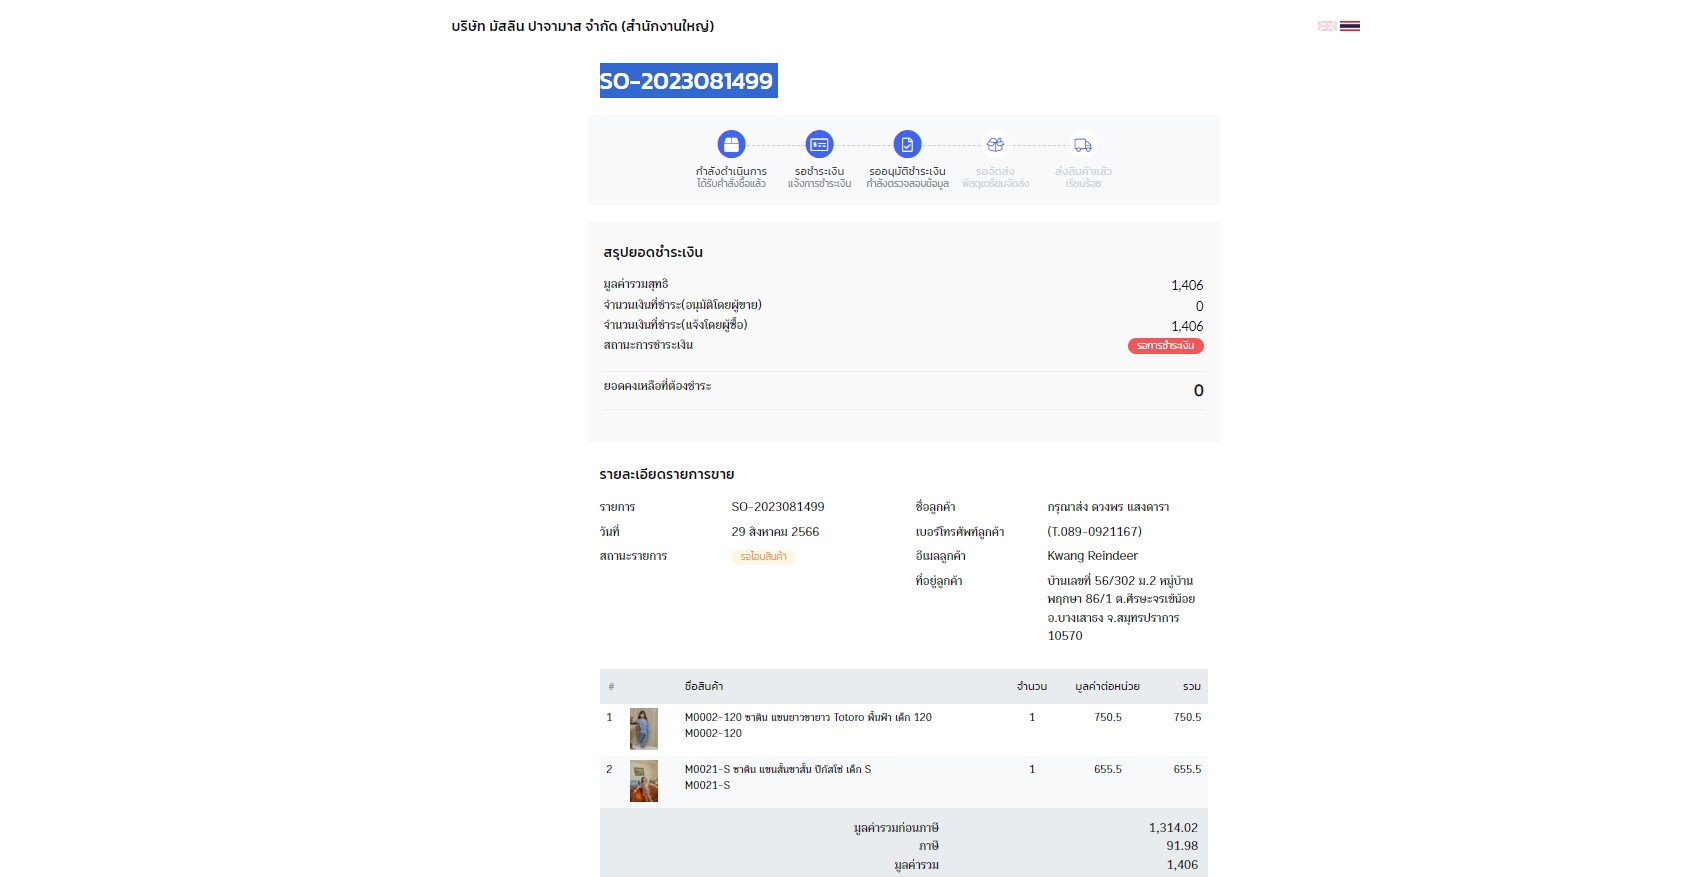 บริษัท มัสลิน ปาจามาส จำกัด (สำนักงานใหญ่)
SO-2023081499
กำลังดำเนินการ
ได้รับคำสั่งซื้อแล้ว
รอชำระเงิน
แจ้งการชำระเงิน
รออนุมัติชำระเงิน
กำลังตรวจสอบข้อมูล
รอจัดส่ง
พัสดุเตรียมจัดส่ง
ส่งสินค้าแล้ว
เรียบร้อย
สรุปยอดชำระเงิน
มูลค่ารวมสุทธิ 1,406
จำนวนเงินที่ชำระ(อนุมัติโดยผู้ขาย) 0
จำนวนเงินที่ชำระ(แจ้งโดยผู้ซื้อ) 1,406
สถานะการชำระเงิน รอการชำระเงิน
ยอดคงเหลือที่ต้องชำระ 0
รายละเอียดรายการขาย
รายการ SO-2023081499
วันที่ 29 สิงหาคม 2566
สถานะรายการ รอโอนสินค้า
ชื่อลูกค้า กรุณาส่ง ดวงพร แสงดารา
เบอร์โทรศัพท์ลูกค้า (T.089-0921167)
อีเมลลูกค้า Kwang Reindeer
ที่อยู่ลูกค้า บ้านเลขที่ 56/302 ม.2 หมู่บ้าน
พฤกษา 86/1 ต.ศีรษะจรเข้น้อย
อ.บางเสาธง จ.สมุทรปราการ
10570
# ชื่อสินค้า จำนวน มูลค่าต่อหน่วย รวม
1 M0002-120 ซาติน แขนยาวขายาว Totoro พื้นฟ้า เด็ก 120 1 750.5 750.5
M0002-120
2 M0021-S ซาติน แขนสั้นขาสั้น ปีกัสโซ่ เด็ก S 1 655.5 655.5
M0021-S
มูลค่ารวมก่อนภาษี 1,314.02
ภาษี 91.98
มูลค่ารวม 1,406